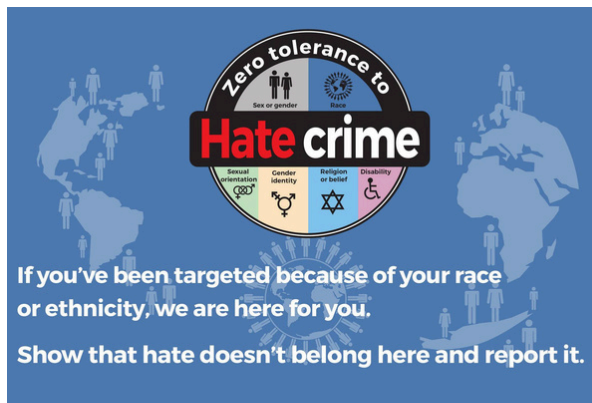 Zero tolerance to
Sex or gender
Race
Hate crime
Sexual
orientation
Gender
identity
Religion
or belief
Disability
If you've been targeted because of your race
or ethnicity, we are here for you.
Show that hate doesn't belong here and report it.